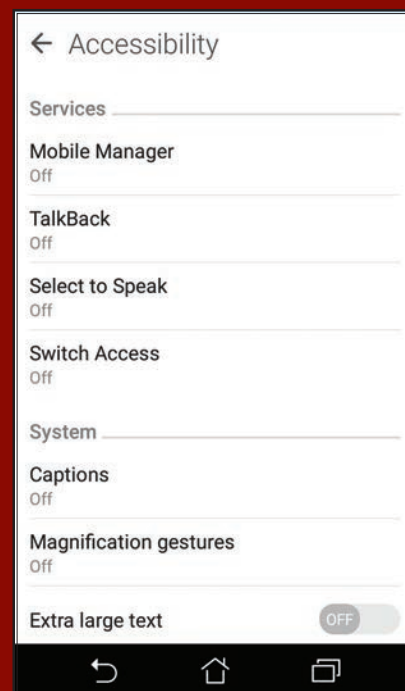 Accessibility
Services
Mobile Manager
Off
TalkBack
Off
Select to Speak
Off
Switch Access
Off
System
Captions
Off
Magnification gestures
Off
Extra large text OFF